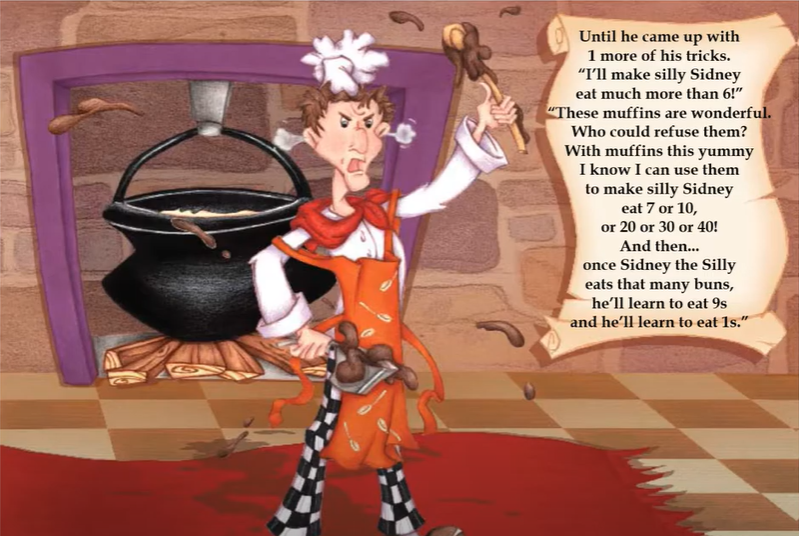 Until he came up with
1 more of his tricks.
“I’ll make silly Sidney
eat much more than 6!”
“These muffins are wonderful.
Who could refuse them?
With muffins this yummy
I know I can use them
to make silly Sidney
eat 7 or 10,
or 20 or 30 or 40!
And then...
once Sidney the Silly
eats that many buns,
he’ll learn to eat 9s
and he’ll learn to eat 1s.”